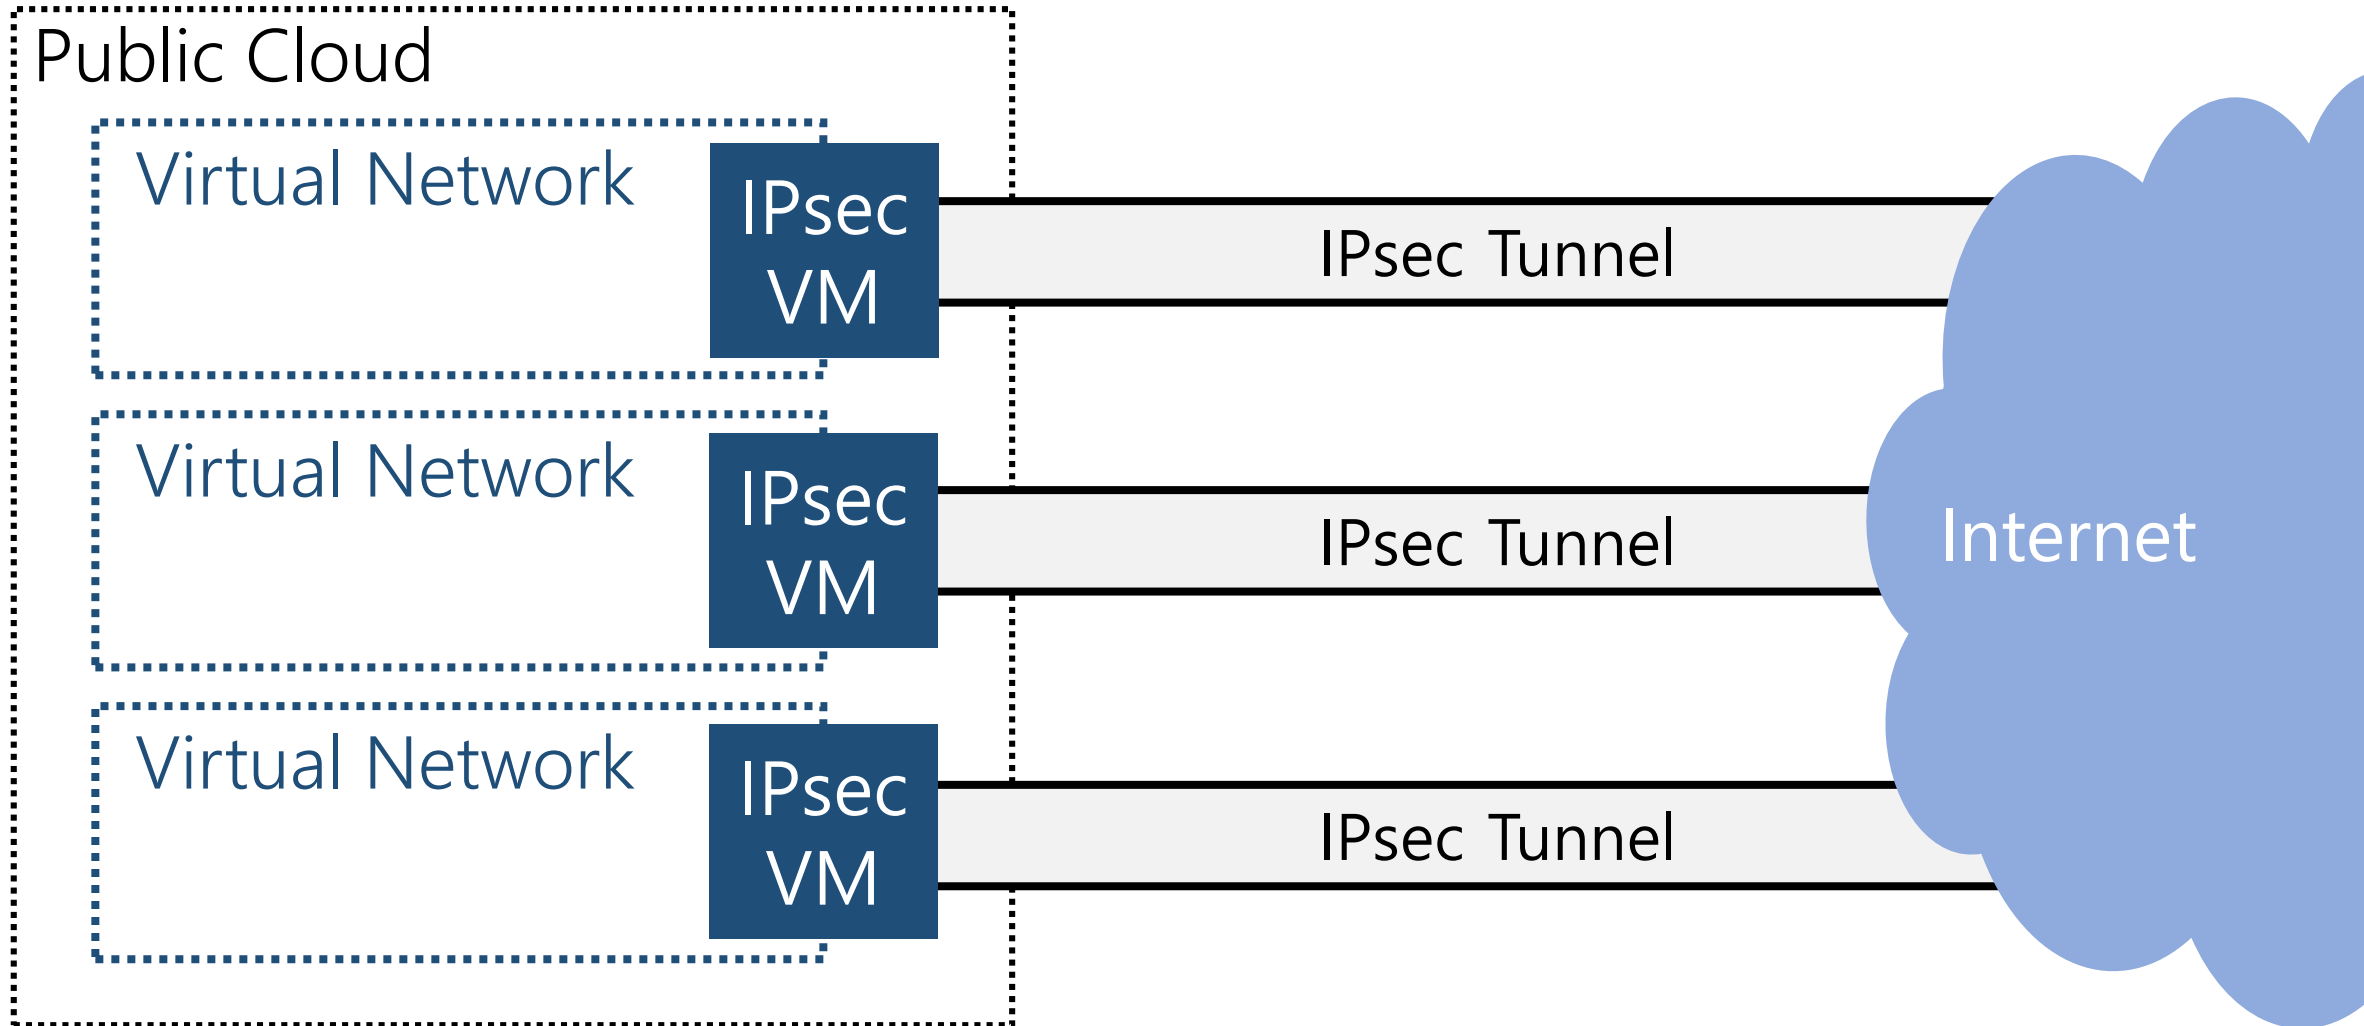 Public Cloud
Virtual Network
IPsec
VM
IPsec Tunnel
Virtual Network
IPsec
VM
IPsec Tunnel
Internet
Virtual Network
IPsec
VM
IPsec Tunnel